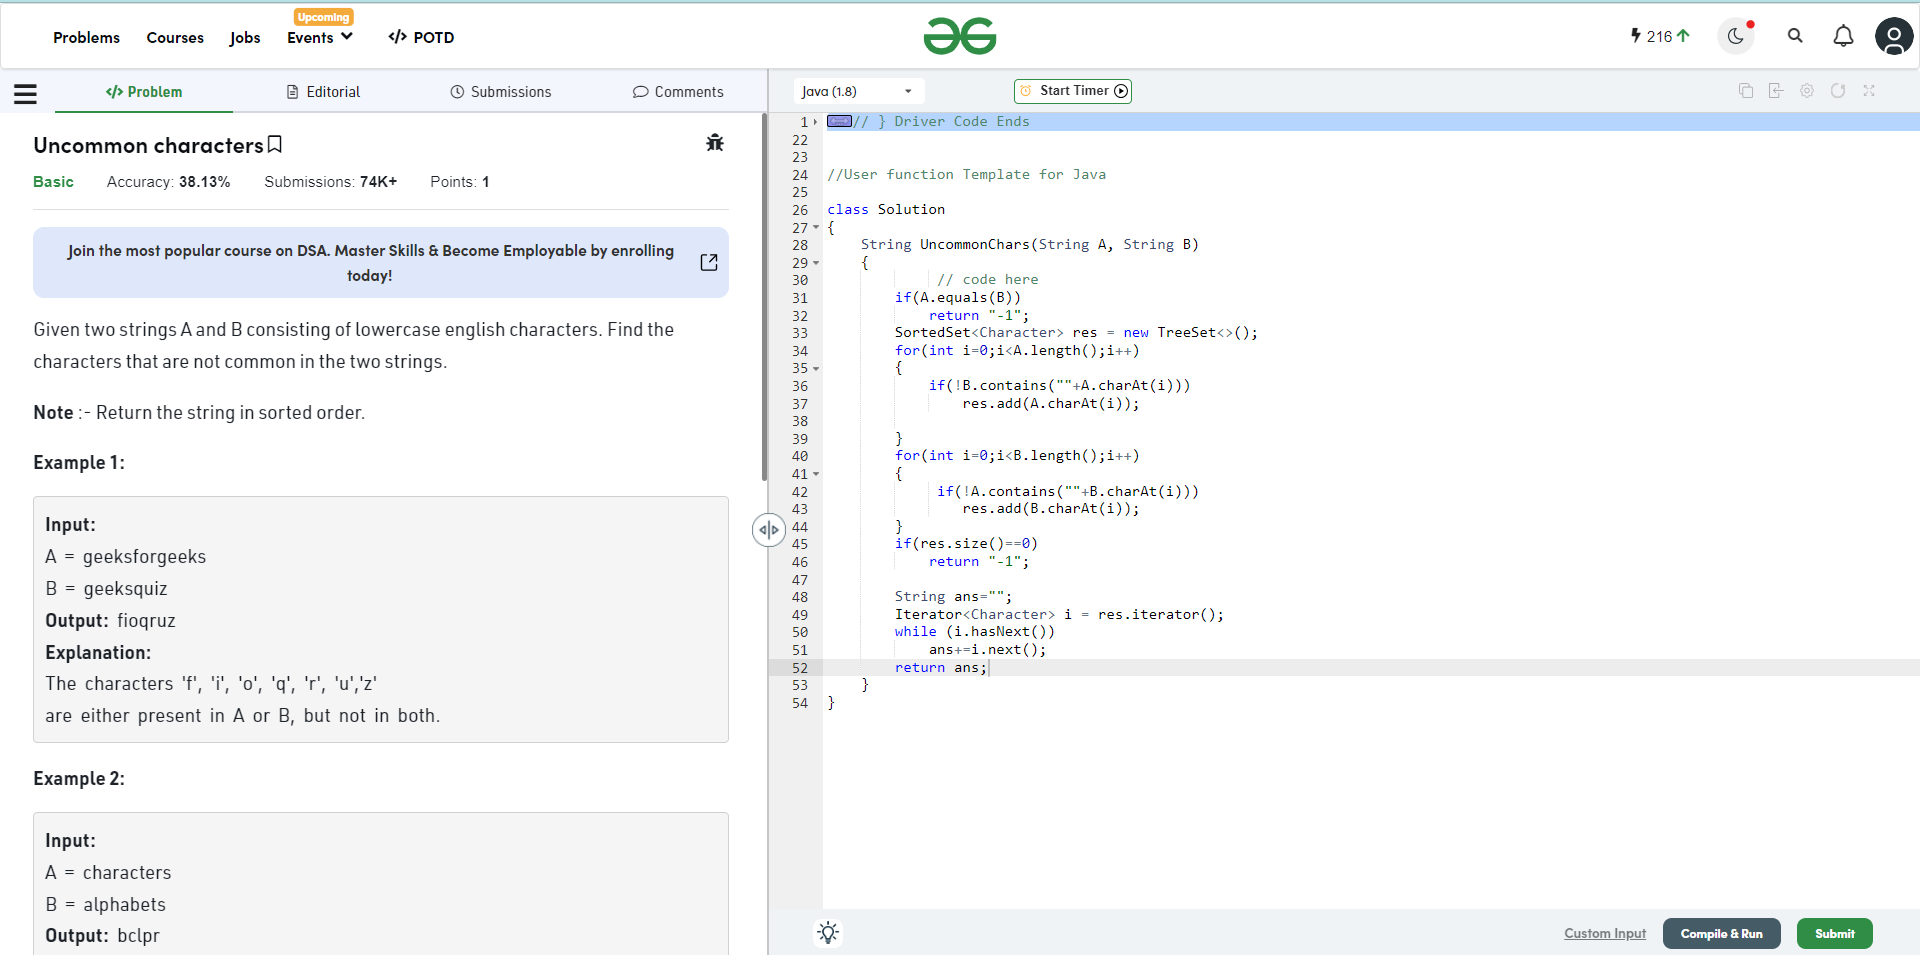 Problems Courses Jobs Upcoming Events </> POTD
216
</> Problem Editorial Submissions Comments
Uncommon characters
Basic Accuracy: 38.13% Submissions: 74K+ Points: 1
Join the most popular course on DSA. Master Skills & Become Employable by enrolling
today!
Given two strings A and B consisting of lowercase english characters. Find the
characters that are not common in the two strings.
Note :- Return the string in sorted order.
Example 1:
Input:
A = geeksforgeeks
B = geeksquiz
Output: fioqruz
Explanation:
The characters 'f', 'i', 'o', 'q', 'r', 'u','z'
are either present in A or B, but not in both.
Example 2:
Input:
A = characters
B = alphabets
Output: bclpr
Java (1.8) Start Timer
1 // } Driver Code Ends
22
23
24 //User function Template for Java
25
26 class Solution
27 {
28     String UncommonChars(String A, String B)
29     {
30              // code here
31         if(A.equals(B))
32             return "-1";
33         SortedSet<Character> res = new TreeSet<>();
34         for(int i=0;i<A.length();i++)
35         {
36             if(!B.contains(""+A.charAt(i)))
37                 res.add(A.charAt(i));
38
39         }
40         for(int i=0;i<B.length();i++)
41         {
42              if(!A.contains(""+B.charAt(i)))
43                 res.add(B.charAt(i));
44         }
45         if(res.size()==0)
46             return "-1";
47
48         String ans="";
49         Iterator<Character> i = res.iterator();
50         while (i.hasNext())
51             ans+=i.next();
52         return ans;
53     }
54 }
Custom Input Compile & Run Submit